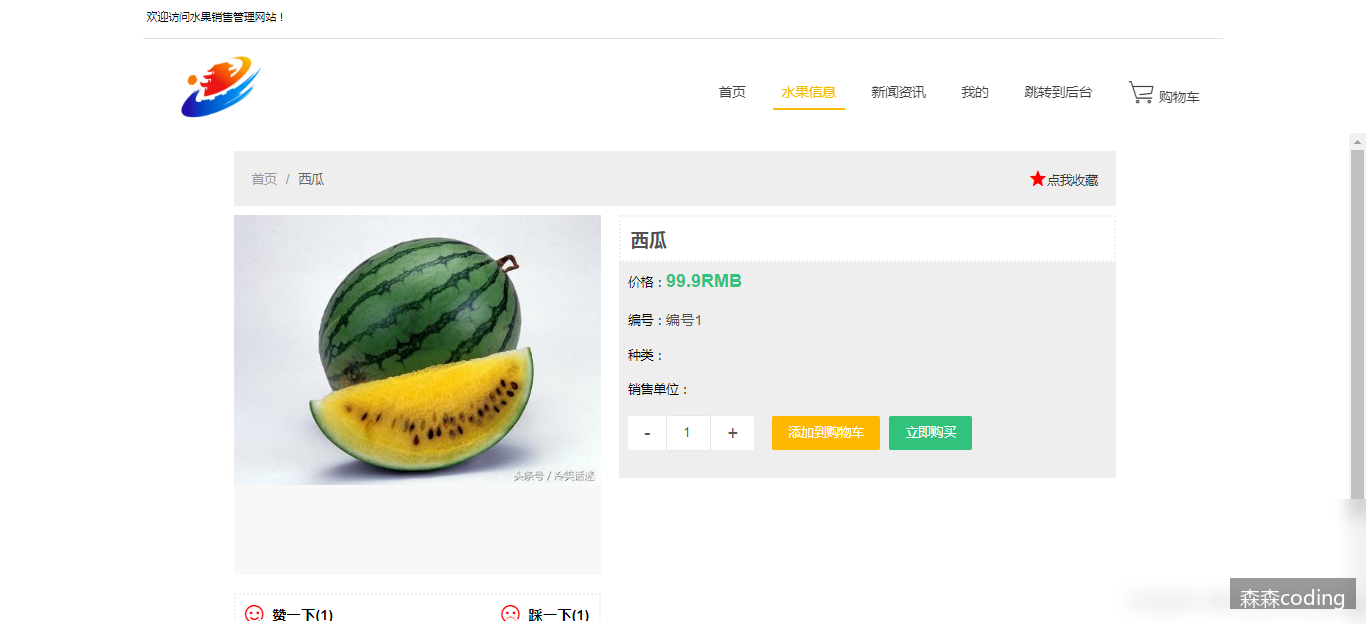 欢迎访问水果销售管理网站！
首页 水果信息 新闻资讯 我的 跳转到后台 购物车
首页 / 西瓜
点我收藏
西瓜
价格：99.9RMB
编号：编号1
种类：
销售单位：
- 1 + 添加到购物车 立即购买
头条号 / 冷笑话迷
赞一下(1) 踩一下(1)
森森coding